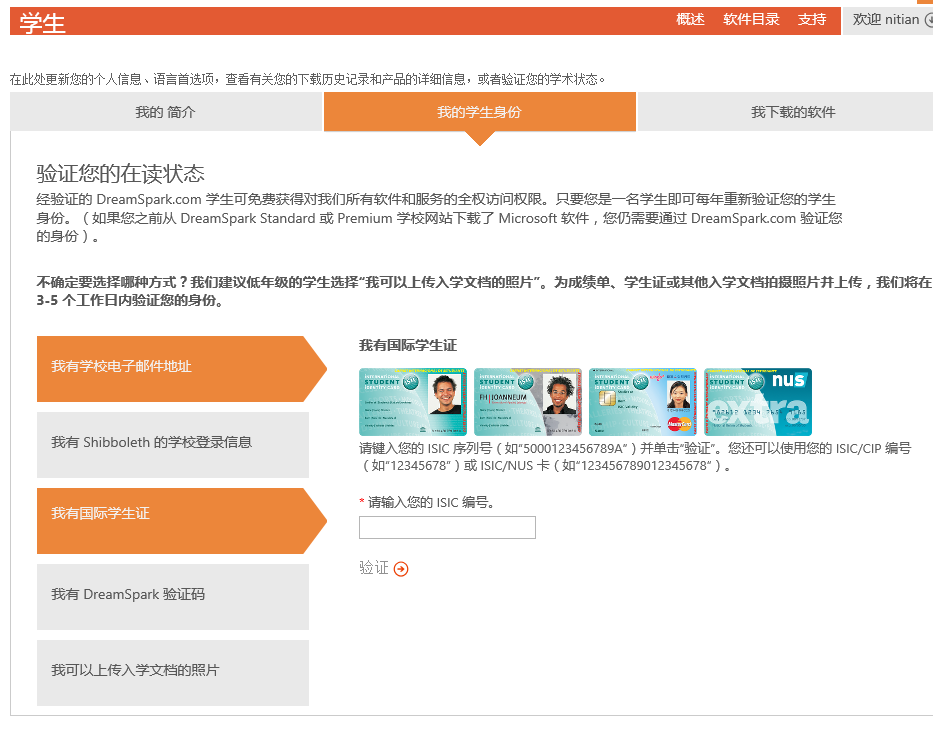 学生
概述 软件目录 支持 欢迎 nitian
在此处更新您的个人信息、语言首选项，查看有关您的下载历史记录和产品的详细信息，或者验证您的学术状态。
我的 简介 我的学生身份 我下载的软件
验证您的在读状态
经验证的 DreamSpark.com 学生可免费获得对我们所有软件和服务的全权访问权限。只要您是一名学生即可每年重新验证您的学生
身份。（如果您之前从 DreamSpark Standard 或 Premium 学校网站下载了 Microsoft 软件，您仍需要通过 DreamSpark.com 验证您
的身份）。
不确定要选择哪种方式？我们建议低年级的学生选择“我可以上传入学文档的照片”。为成绩单、学生证或其他入学文档拍摄照片并上传，我们将在
3-5 个工作日内验证您的身份。
我有学校电子邮件地址
我有 Shibboleth 的学校登录信息
我有国际学生证
我有 DreamSpark 验证码
我可以上传入学文档的照片
我有国际学生证
INTERNATIONAL STUDENT IDENTITY CARD ISIC
INTERNATIONAL STUDENT IDENTITY CARD ISIC FH JOANNEUM
INTERNATIONAL STUDENT IDENTITY CARD ISIC MasterCard
INTERNATIONAL STUDENT IDENTITY CARD ISIC nus extra
请键入您的 ISIC 序列号（如“5000123456789A”）并单击“验证”。您还可以使用您的 ISIC/CIP 编号
（如“12345678”）或 ISIC/NUS 卡（如“123456789012345678”）。
* 请输入您的 ISIC 编号。
验证